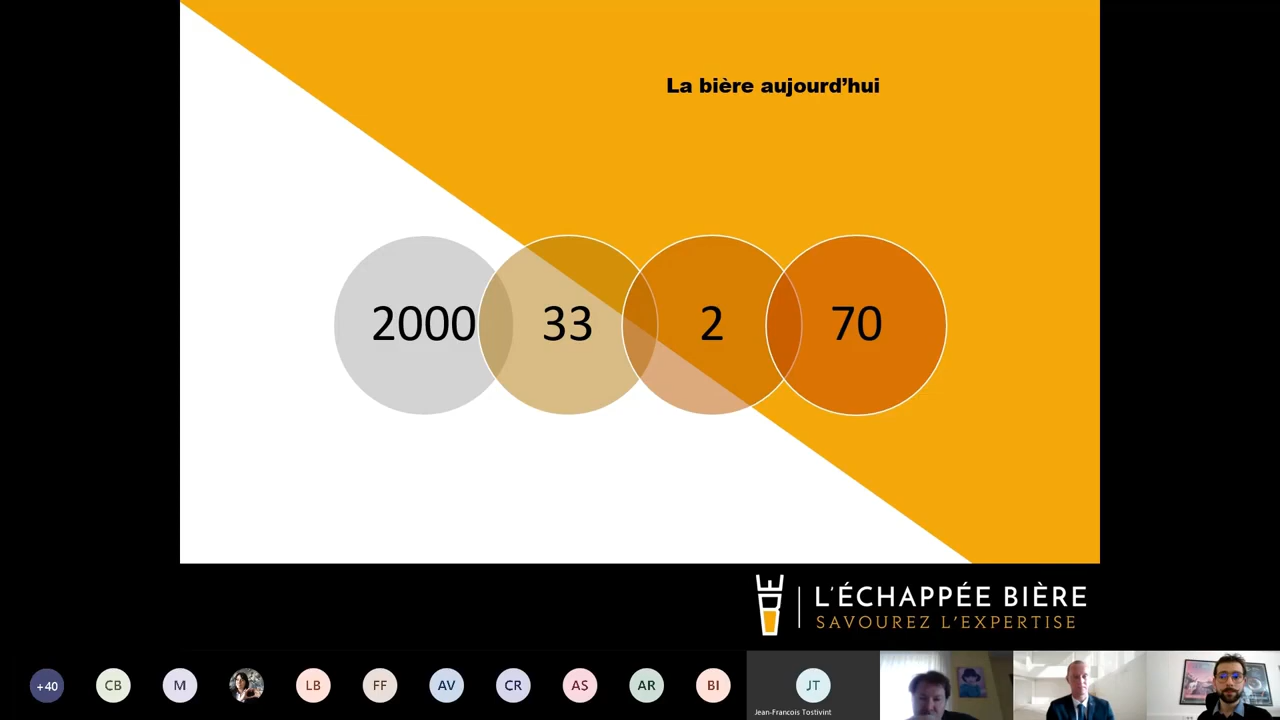 La bière aujourd'hui
2000 33 2 70
L'ÉCHAPPÉE BIÈRE
SAVOUREZ L'EXPERTISE
+40 CB M LB FF AV CR AS AR BI JT
Jean-Francois Tostivint